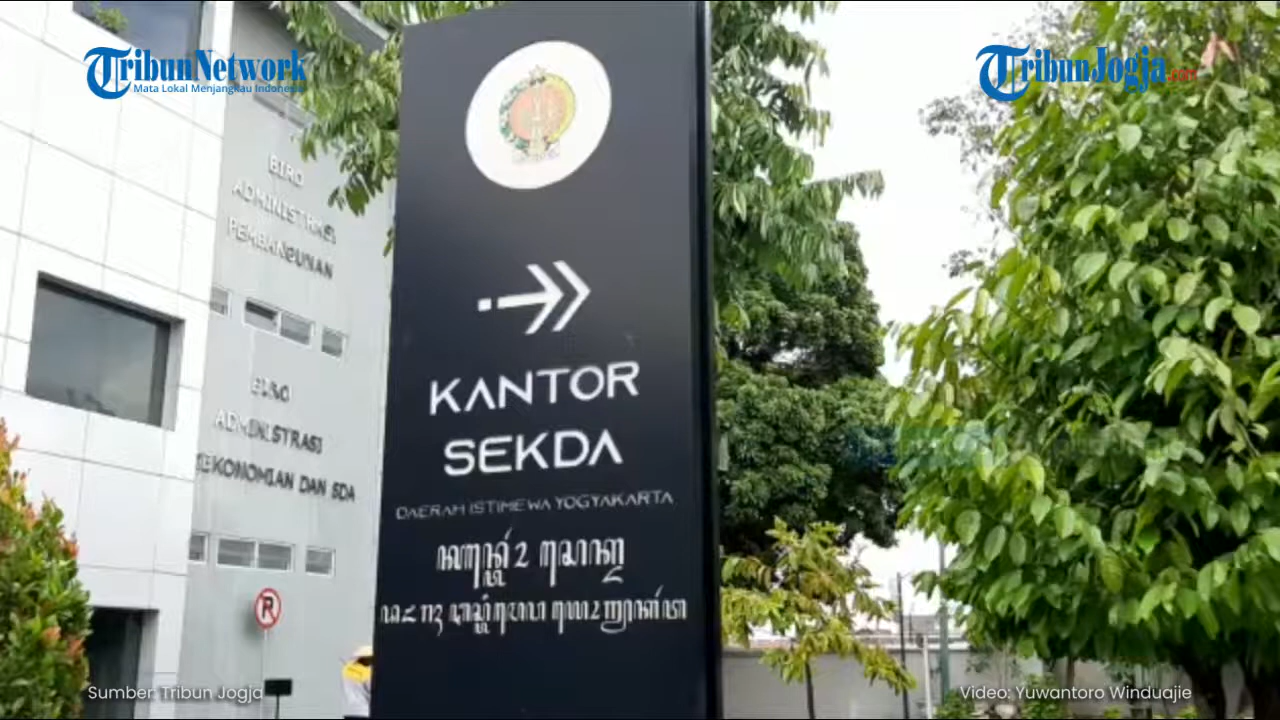 TribunNetwork
Mata Lokal Menjangkau Indonesia
TribunJogja.com
BIRO
ADMINISTRASI
PEMBANGUNAN
BIRO
ADMINISTRASI
EKONOMIAN DAN SDA
KANTOR
SEKDA
DAERAH ISTIMEWA YOGYAKARTA
P
Sumber: Tribun Jogja
Video: Yuwantoro Winduajie